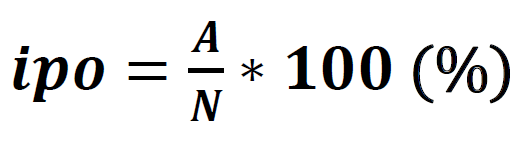 ipo = A/N * 100 (%)